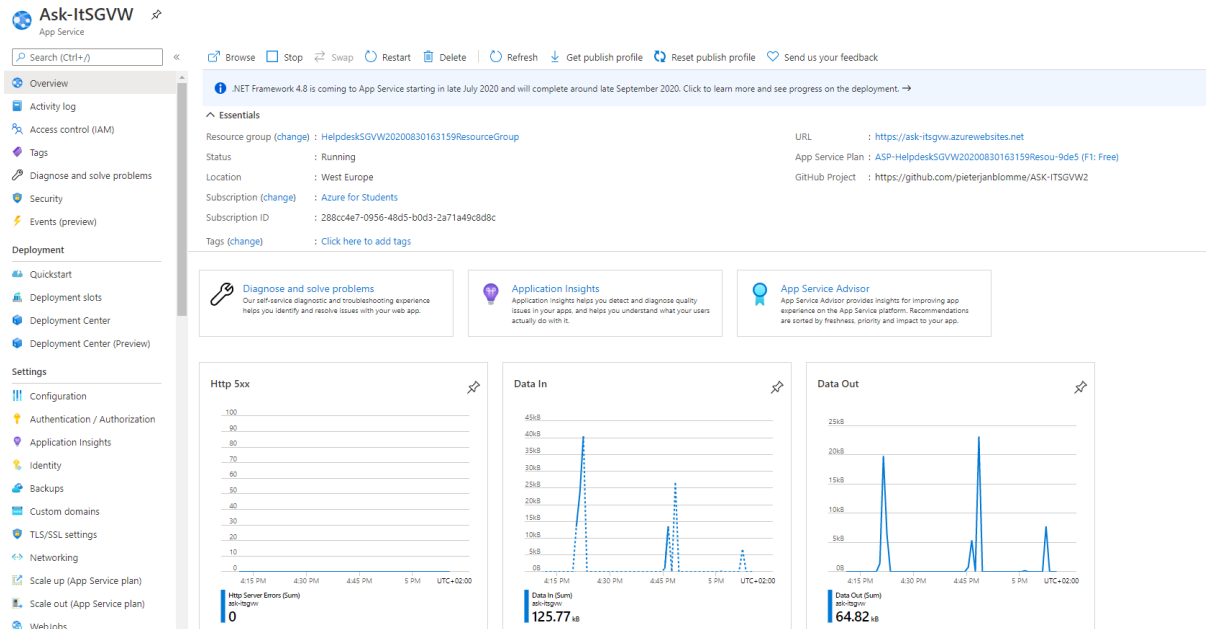 Ask-ItSGVW
App Service
Search (Ctrl+/)
«
Overview
Activity log
Access control (IAM)
Tags
Diagnose and solve problems
Security
Events (preview)
Deployment
Quickstart
Deployment slots
Deployment Center
Deployment Center (Preview)
Settings
Configuration
Authentication / Authorization
Application Insights
Identity
Backups
Custom domains
TLS/SSL settings
Networking
Scale up (App Service plan)
Scale out (App Service plan)
WebJobs
Browse Stop Swap Restart Delete Refresh Get publish profile Reset publish profile Send us your feedback
.NET Framework 4.8 is coming to App Service starting in late July 2020 and will complete around late September 2020. Click to learn more and see progress on the deployment. →
Essentials
Resource group (change) : HelpdeskSGVW20200830163159ResourceGroup
Status : Running
Location : West Europe
Subscription (change) : Azure for Students
Subscription ID : 288cc4e7-0956-48d5-b0d3-2a71a49c8d8c
Tags (change) : Click here to add tags
URL : https://ask-itsgvw.azurewebsites.net
App Service Plan : ASP-HelpdeskSGVW20200830163159Resou-9de5 (F1: Free)
GitHub Project : https://github.com/pieterjanblomme/ASK-ITSGVW2
Diagnose and solve problems
Our self-service diagnostic and troubleshooting experience
helps you identify and resolve issues with your web app.
Application Insights
Application Insights helps you detect and diagnose quality
issues in your apps, and helps you understand what your users
actually do with it.
App Service Advisor
App Service Advisor provides insights for improving app
experience on the App Service platform. Recommendations
are sorted by freshness, priority and impact to your app.
Http 5xx
100
90
80
70
60
50
40
30
20
10
0
4:15 PM 4:30 PM 4:45 PM 5 PM UTC+02:00
Http Server Errors (Sum)
ask-itsgvw
0
Data In
45kB
40kB
35kB
30kB
25kB
20kB
15kB
10kB
5kB
0B
4:15 PM 4:30 PM 4:45 PM 5 PM UTC+02:00
Data In (Sum)
ask-itsgvw
125.77 kB
Data Out
25kB
20kB
15kB
10kB
5kB
0B
4:15 PM 4:30 PM 4:45 PM 5 PM UTC+02:00
Data Out (Sum)
ask-itsgvw
64.82 kB